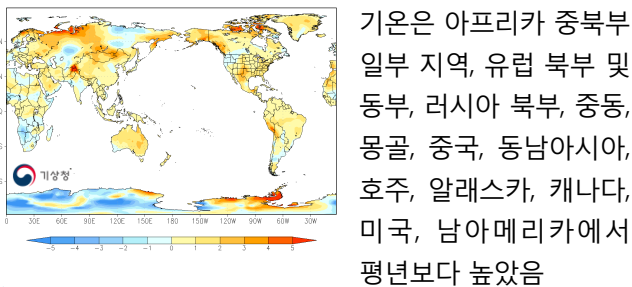 기온은 아프리카 중북부
일부 지역, 유럽 북부 및
동부, 러시아 북부, 중동,
몽골, 중국, 동남아시아,
호주, 알래스카, 캐나다,
미국, 남아메리카에서
평년보다 높았음
기상청
0 30E 60E 90E 120E 150E 180 150W 120W 90W 60W 30W
-5 -4 -3 -2 -1 0 1 2 3 4 5